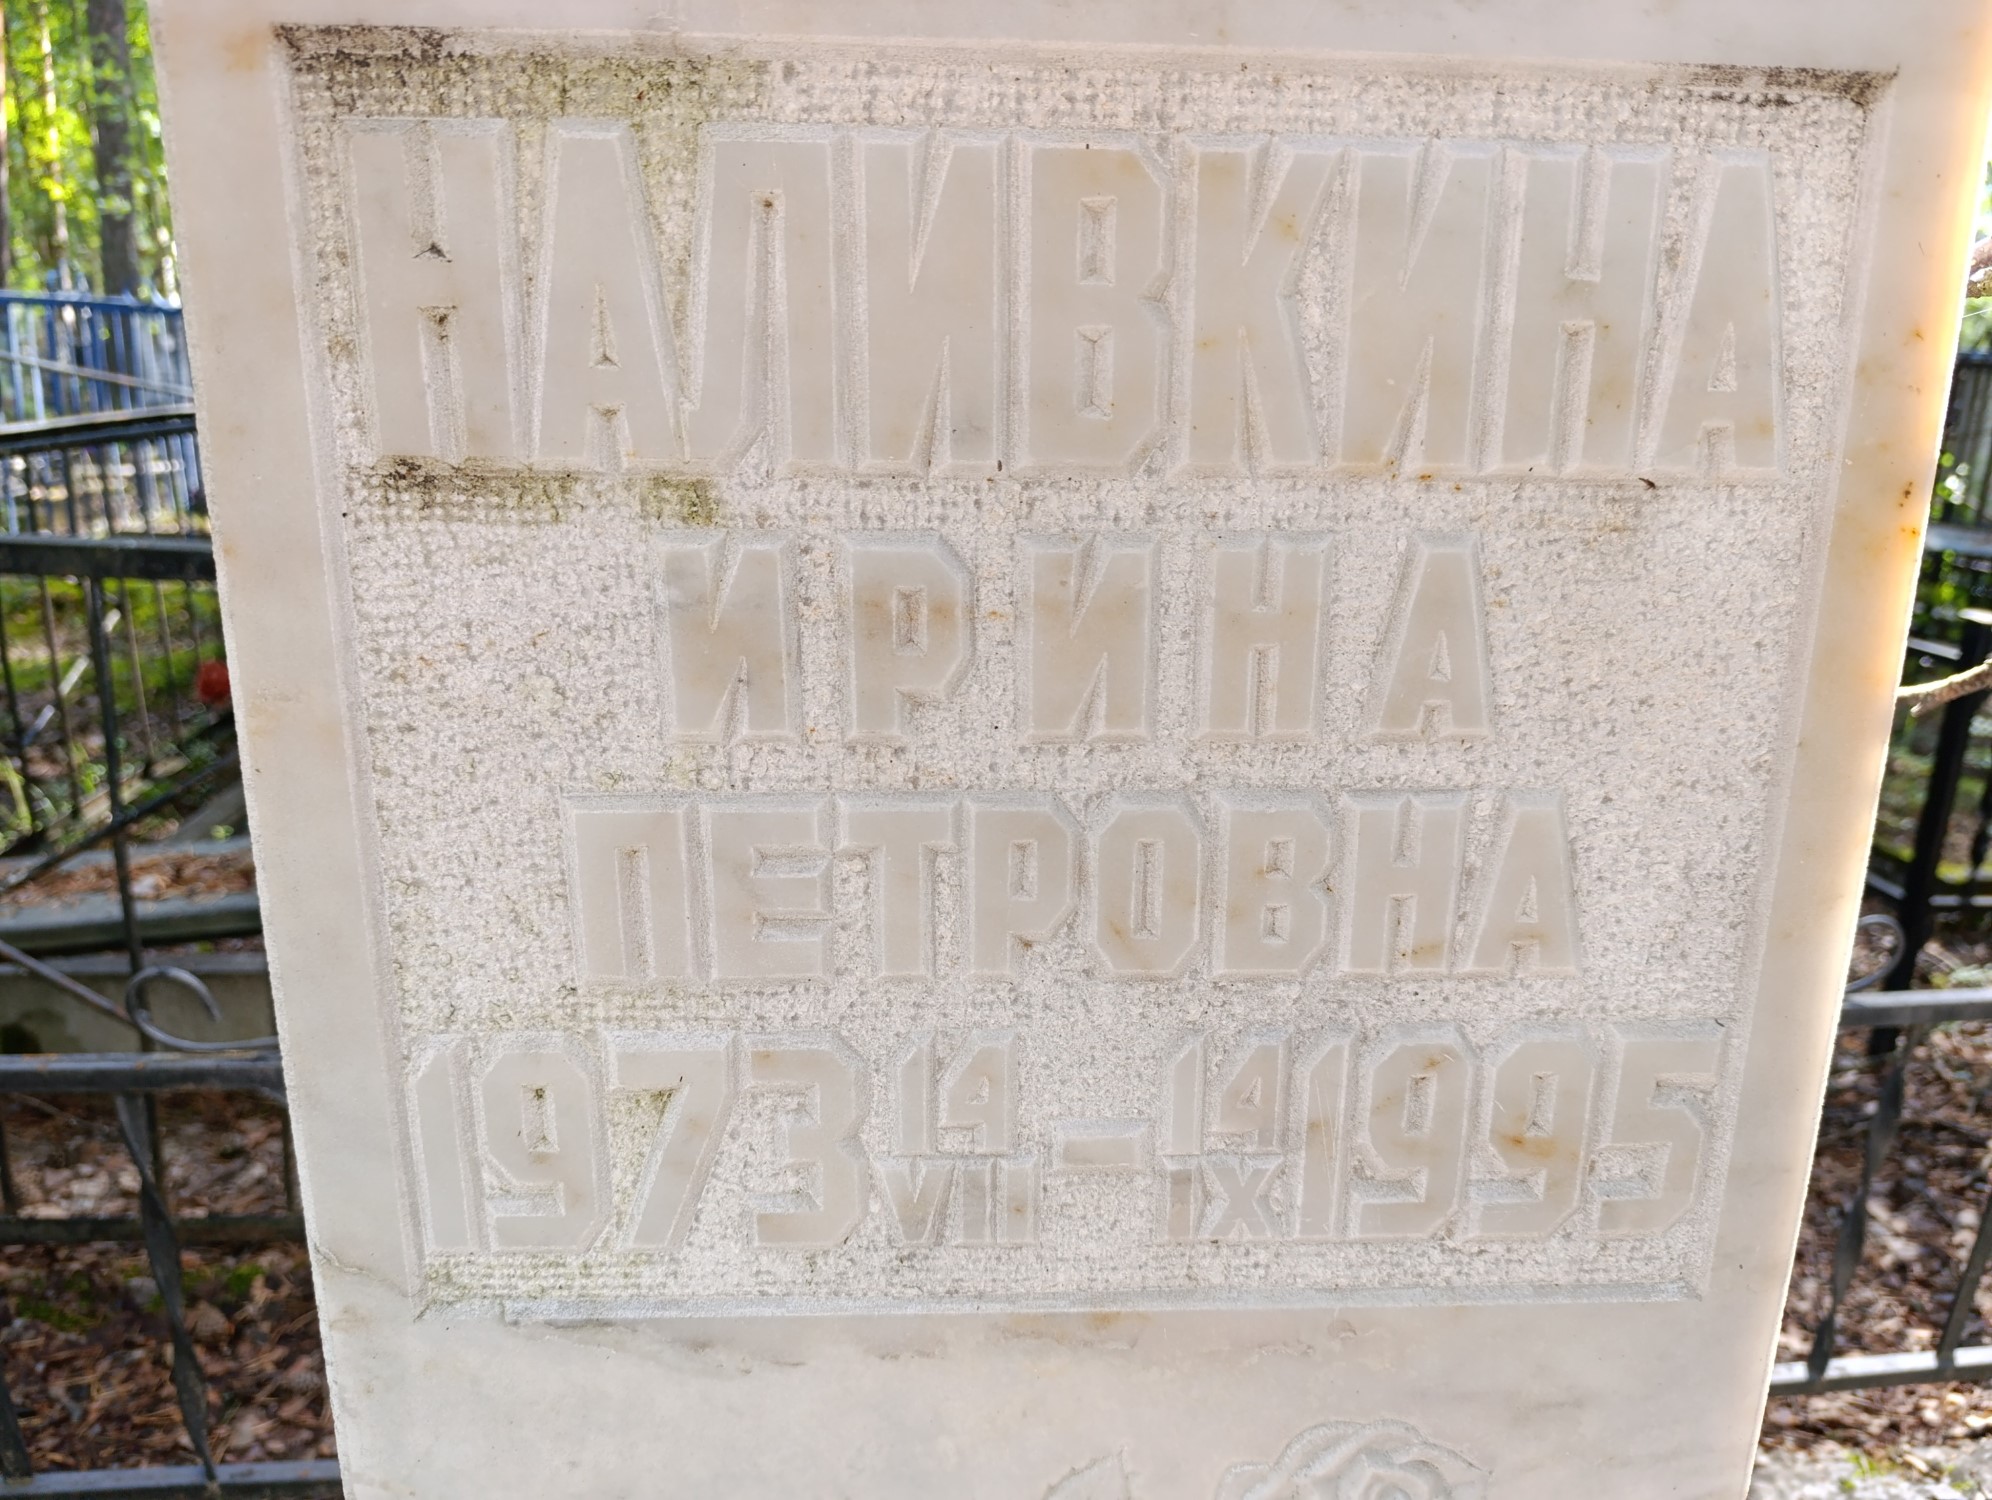 НАЛИВКИНА
ИРИНА
ПЕТРОВНА
1973 14/VII – 14/IX 1995